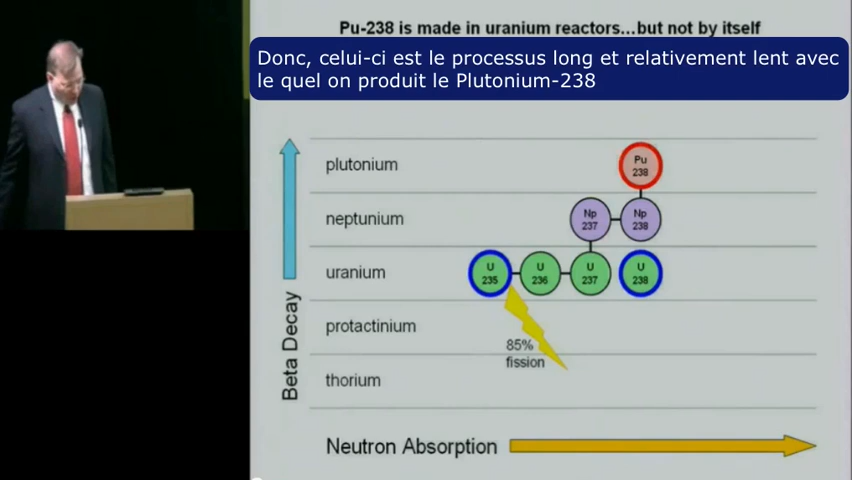 Pu-238 is made in uranium reactors...but not by itself
Donc, celui-ci est le processus long et relativement lent avec
le quel on produit le Plutonium-238
plutonium
Pu
238
neptunium
Np
237
Np
238
uranium
U
235
U
236
U
237
U
238
protactinium
85%
fission
thorium
Beta Decay
Neutron Absorption